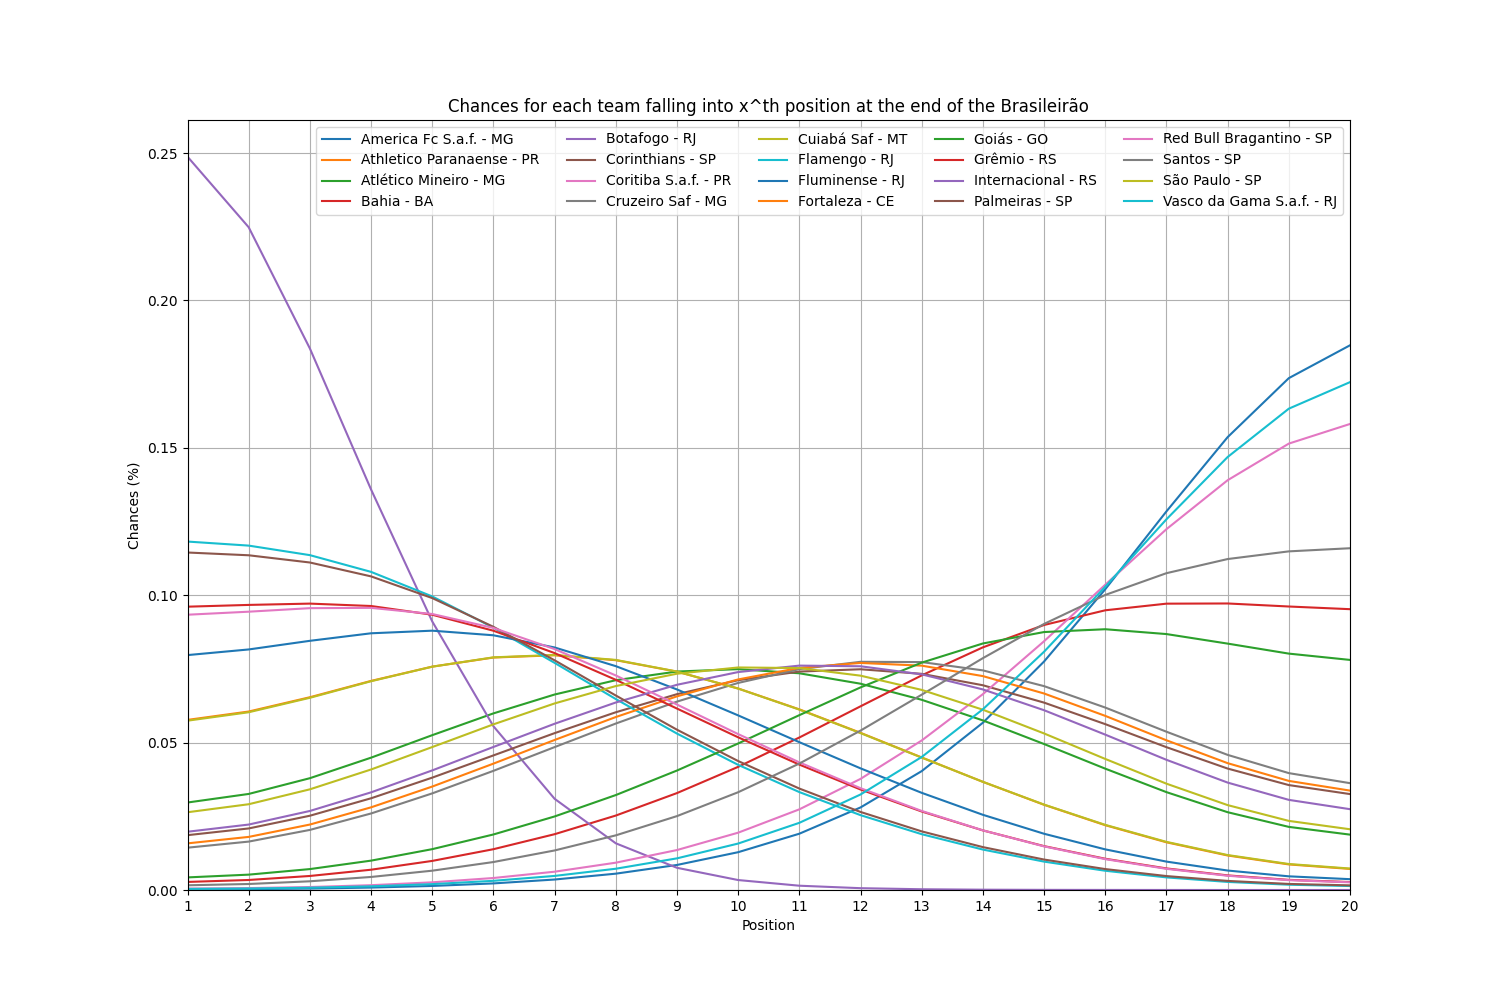 Chances for each team falling into x^th position at the end of the Brasileirão
America Fc S.a.f. - MG
Athletico Paranaense - PR
Atlético Mineiro - MG
Bahia - BA
Botafogo - RJ
Corinthians - SP
Coritiba S.a.f. - PR
Cruzeiro Saf - MG
Cuiabá Saf - MT
Flamengo - RJ
Fluminense - RJ
Fortaleza - CE
Goiás - GO
Grêmio - RS
Internacional - RS
Palmeiras - SP
Red Bull Bragantino - SP
Santos - SP
São Paulo - SP
Vasco da Gama S.a.f. - RJ
Chances (%)
0.25
0.20
0.15
0.10
0.05
0.00
1 2 3 4 5 6 7 8 9 10 11 12 13 14 15 16 17 18 19 20
Position